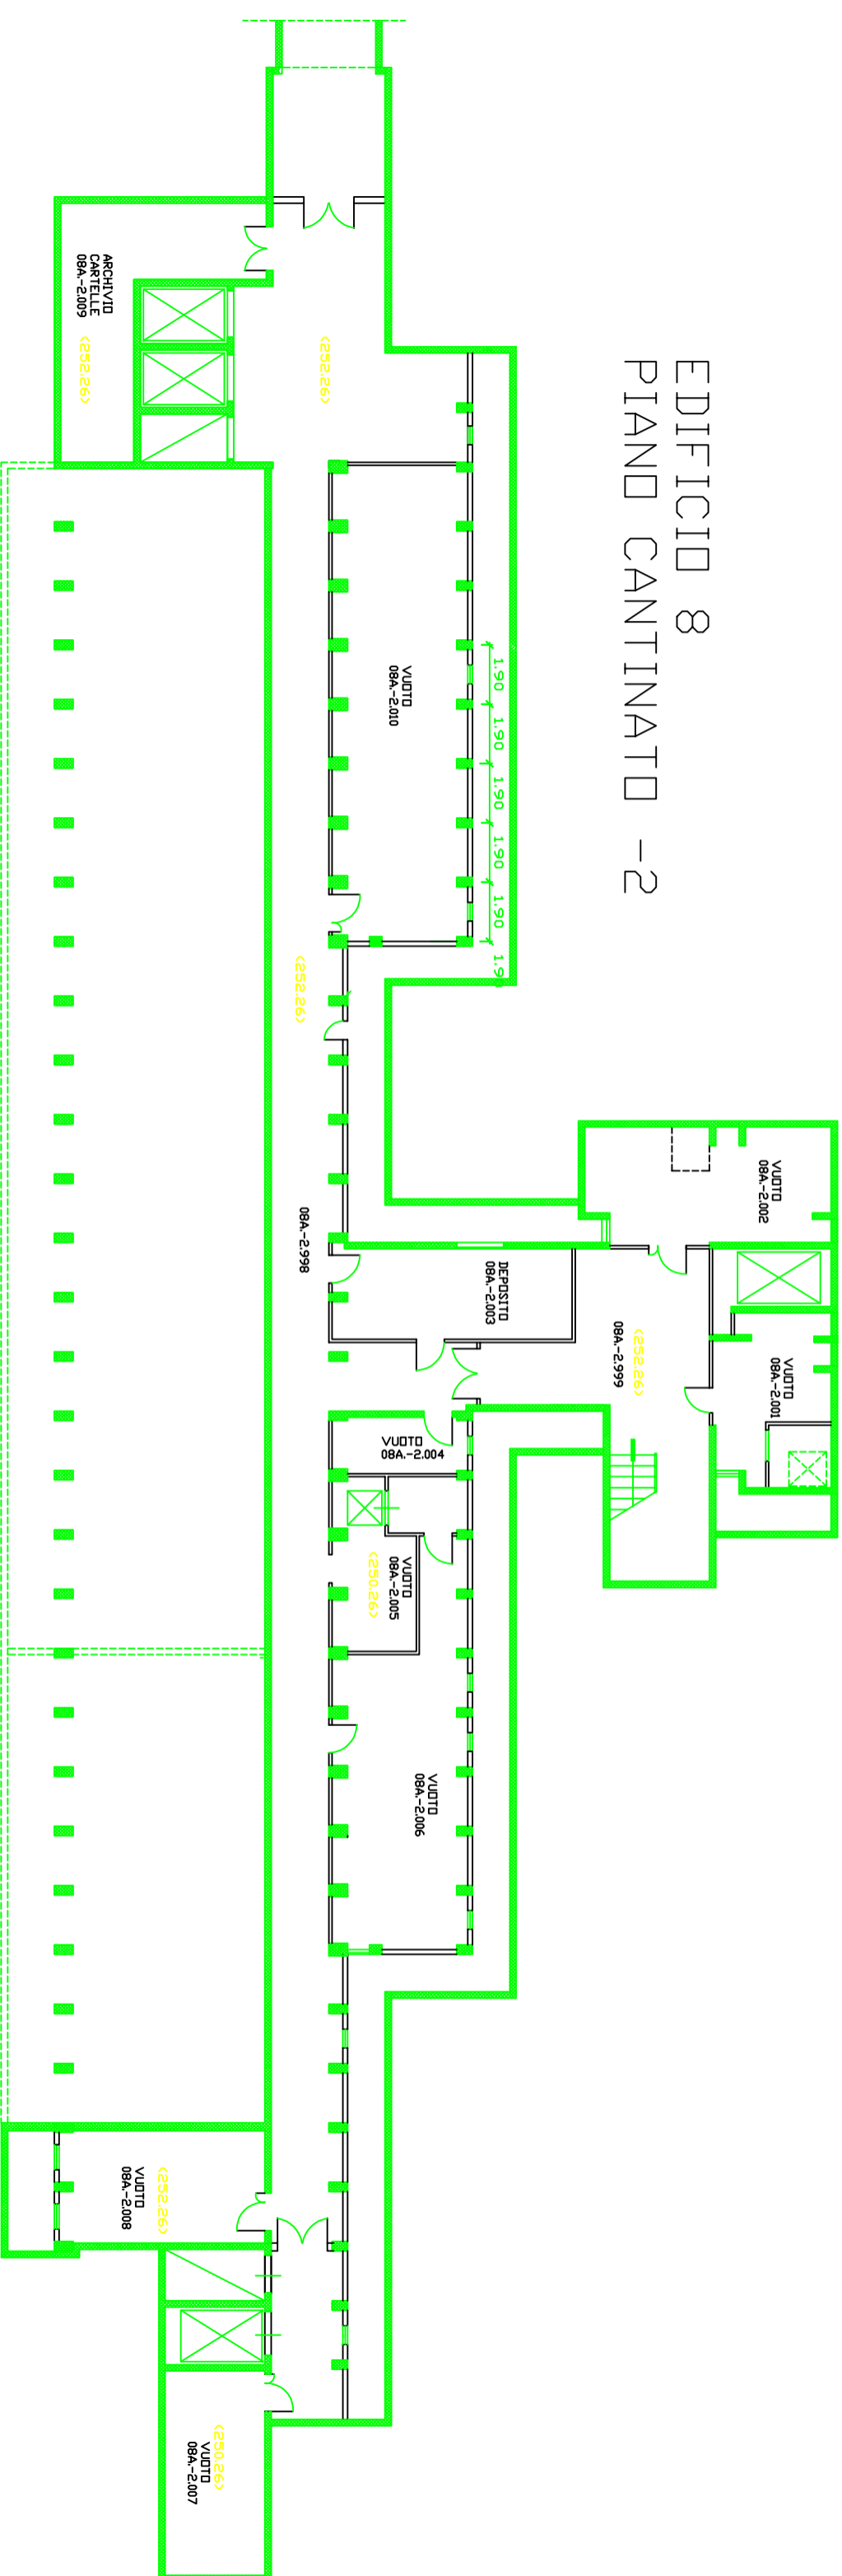 EDIFICIO 8
PIANO CANTINATO -2
ARCHIVIO
CARTELLE
08A.-2.009
(252.26)
(252.26)
VUOTO
08A.-2.010
1.90
1.90
1.90
1.90
1.90
1.90
(252.26)
08A.-2.998
VUOTO
08A.-2.002
DEPOSITO
08A.-2.003
(252.26)
08A.-2.999
VUOTO
08A.-2.001
VUOTO
08A.-2.004
VUOTO
08A.-2.005
(250.26)
VUOTO
08A.-2.006
(252.26)
VUOTO
08A.-2.008
(250.26)
VUOTO
08A.-2.007